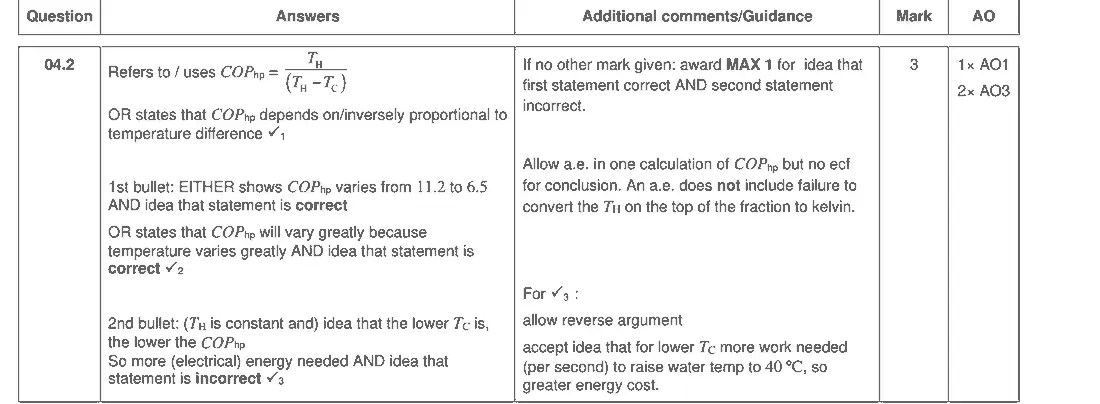 Question Answers Additional comments/Guidance Mark AO
04.2 Refers to / uses COPhp = TH / (TH – TC) If no other mark given: award MAX 1 for idea that 3 1× AO1
first statement correct AND second statement 2× AO3
incorrect.
OR states that COPhp depends on/inversely proportional to
temperature difference ✓1
Allow a.e. in one calculation of COPhp but no ecf
for conclusion. An a.e. does not include failure to
convert the TH on the top of the fraction to kelvin.
1st bullet: EITHER shows COPhp varies from 11.2 to 6.5
AND idea that statement is correct
OR states that COPhp will vary greatly because
temperature varies greatly AND idea that statement is
correct ✓2
For ✓3 :
allow reverse argument
accept idea that for lower TC more work needed
(per second) to raise water temp to 40 °C, so
greater energy cost.
2nd bullet: (TH is constant and) idea that the lower TC is,
the lower the COPhp
So more (electrical) energy needed AND idea that
statement is incorrect ✓3